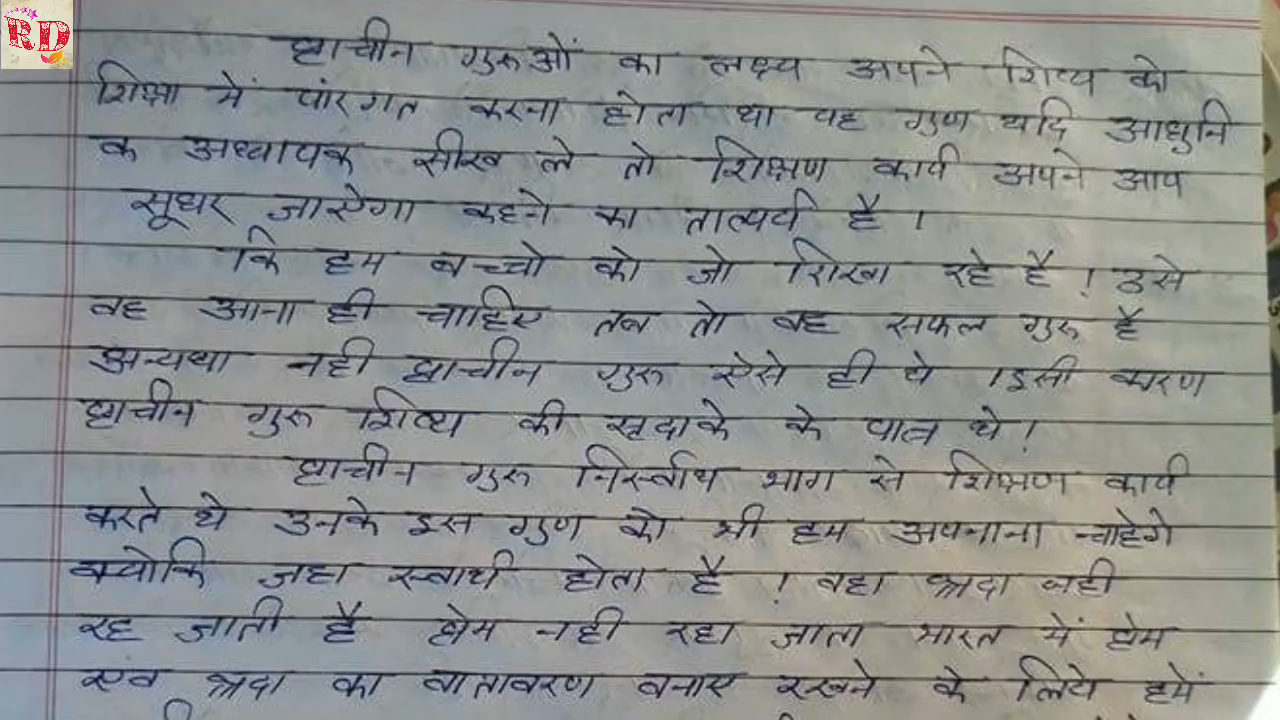 RD
प्राचीन गुरुओं का लक्ष्य अपने शिष्य को
शिक्षा में पांरगत करना होता था यह गुण यदि आधुनि
क अध्यापक सीख ले तो शिक्षण कार्य अपने आप
सूधर जाऐगा कहने का तात्पर्य है ।
कि हम बच्चो को जो शिखा रहे है ! उसे
वह आना ही चाहिए तब तो वह सफल गुरु है
अन्यथा नही प्राचीन गुरु ऐसे ही थे ।इसी कारण
प्राचीन गुरु शिष्य की के पात्र थे !
प्राचीन गुरु निस्र्वाथ भाग से शिक्षण कार्य
करते थे उनके इस गुण को भी हम अपनाना चाहेगे
क्योकि जहा स्वार्थ होता है ! वहा श्रदा नही
रह जाती है प्रेम नही रहा जाता भारत में प्रेम
एव श्रदा का वातावरण बनाए रखने के लिये हमें